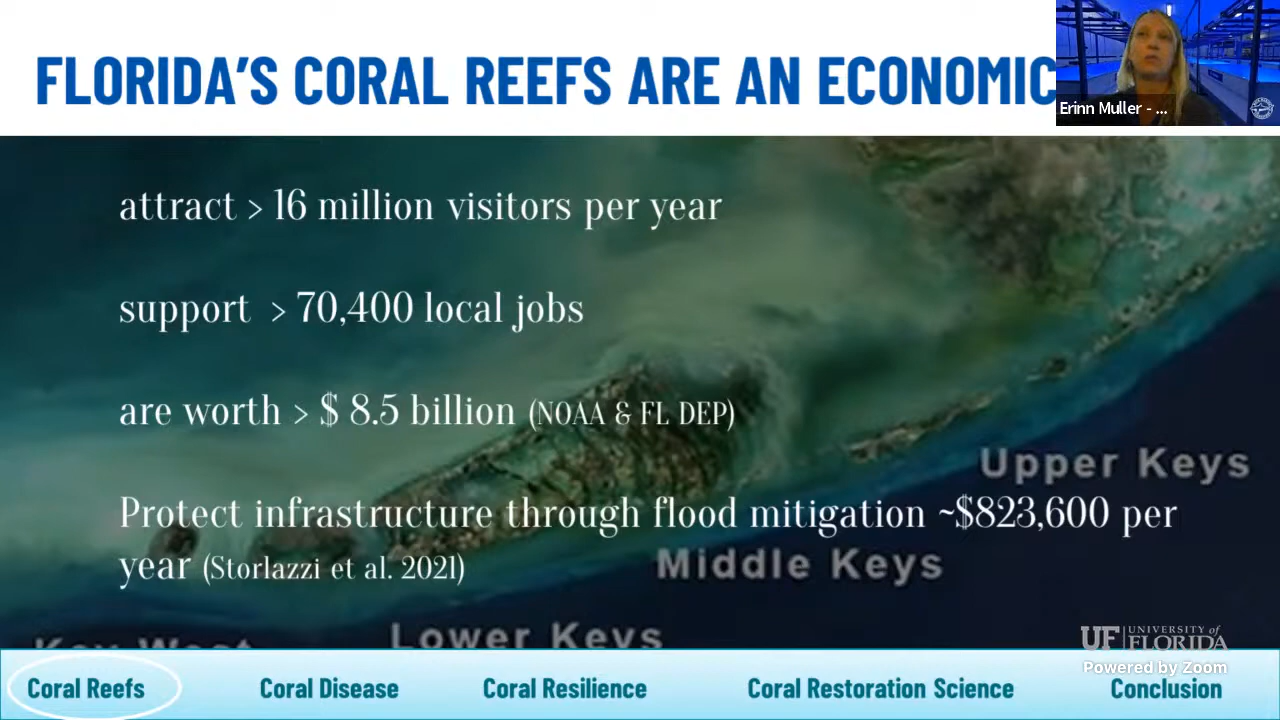 FLORIDA'S CORAL REEFS ARE AN ECONOMIC
Erinn Muller - ...
attract > 16 million visitors per year
support > 70,400 local jobs
are worth > $ 8.5 billion (NOAA & FL DEP)
Upper Keys
Protect infrastructure through flood mitigation ~$823,600 per
year (Storlazzi et al. 2021)
Middle Keys
Lower Keys
Key West
UF UNIVERSITY of
FLORIDA
Powered by Zoom
Coral Reefs Coral Disease Coral Resilience Coral Restoration Science Conclusion